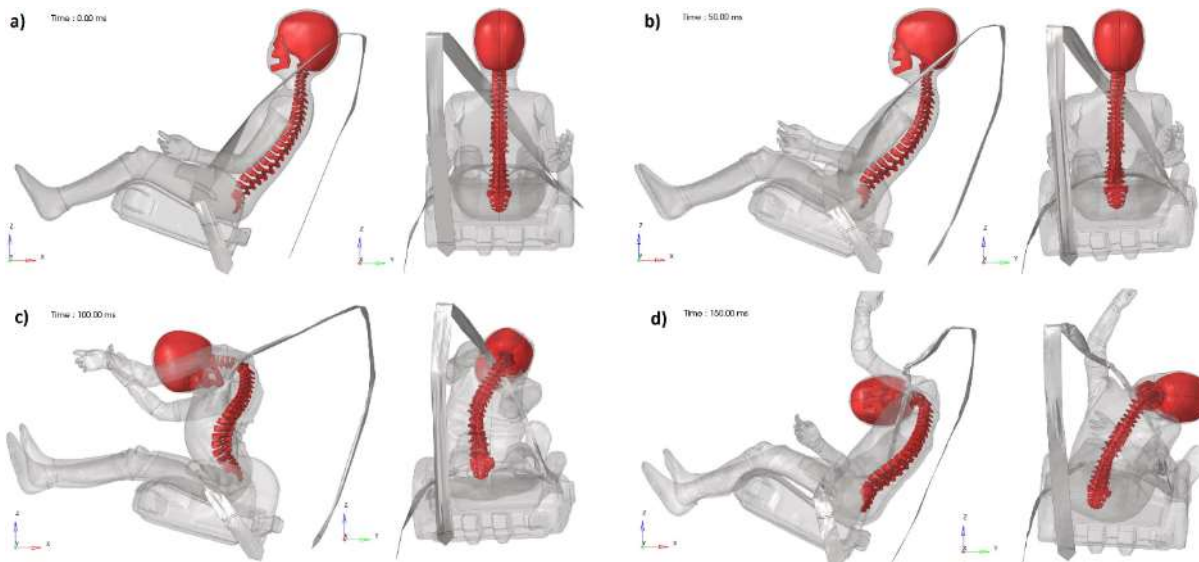 a)
Time : 0.00 ms
Z
X
Z
Y
b)
Time : 50.00 ms
Z
X
Z
Y
c)
Time : 100.00 ms
Z
X
Z
Y
d)
Time : 150.00 ms
Z
X
Z
Y